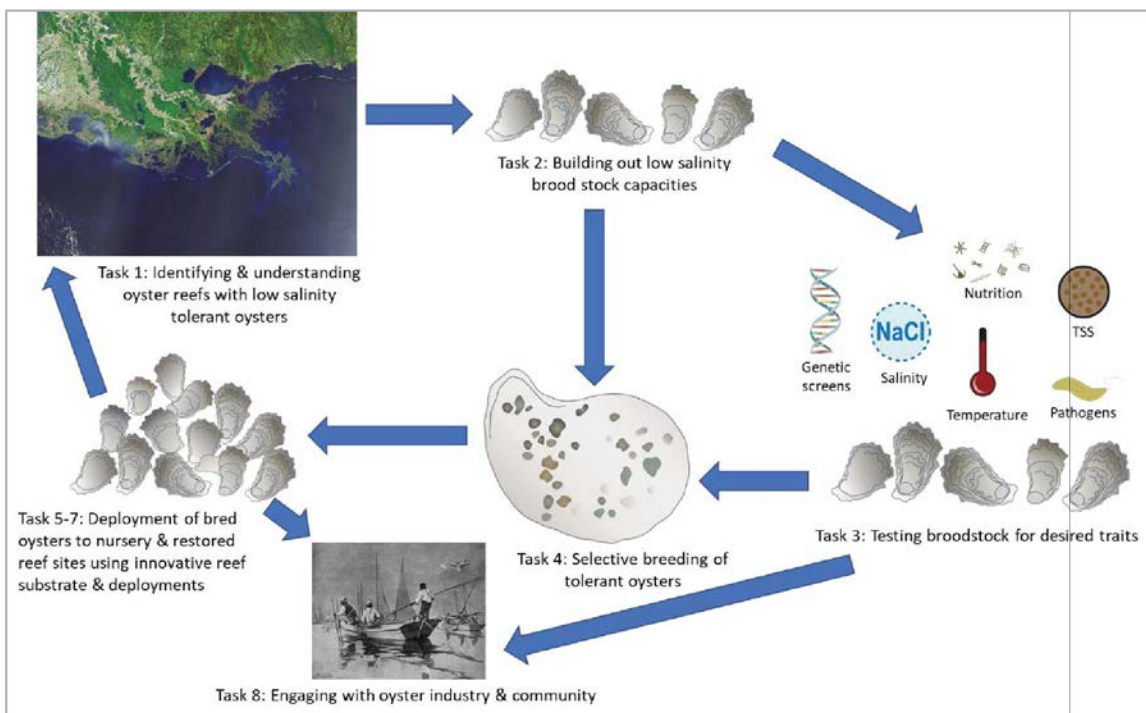 Task 1: Identifying & understanding
oyster reefs with low salinity
tolerant oysters
Task 2: Building out low salinity
brood stock capacities
Nutrition
TSS
NaCl
Genetic
screens
Salinity
Temperature
Pathogens
Task 3: Testing broodstock for desired traits
Task 4: Selective breeding of
tolerant oysters
Task 5-7: Deployment of bred
oysters to nursery & restored
reef sites using innovative reef
substrate & deployments
Task 8: Engaging with oyster industry & community